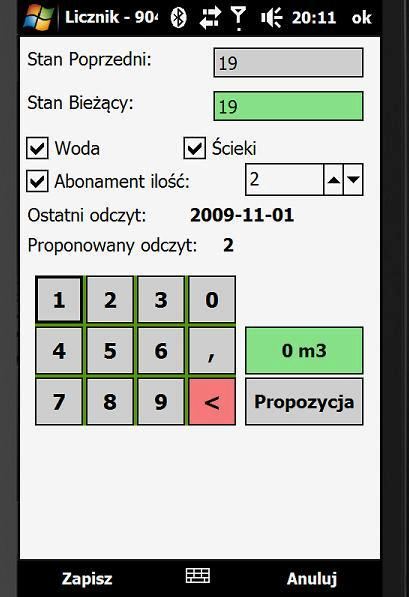 Licznik - 904 20:11 ok
Stan Poprzedni: 19
Stan Bieżący: 19
Woda Ścieki
Abonament ilość: 2
Ostatni odczyt: 2009-11-01
Proponowany odczyt: 2
1 2 3 0
4 5 6 , 0 m3
7 8 9 < Propozycja
Zapisz Anuluj